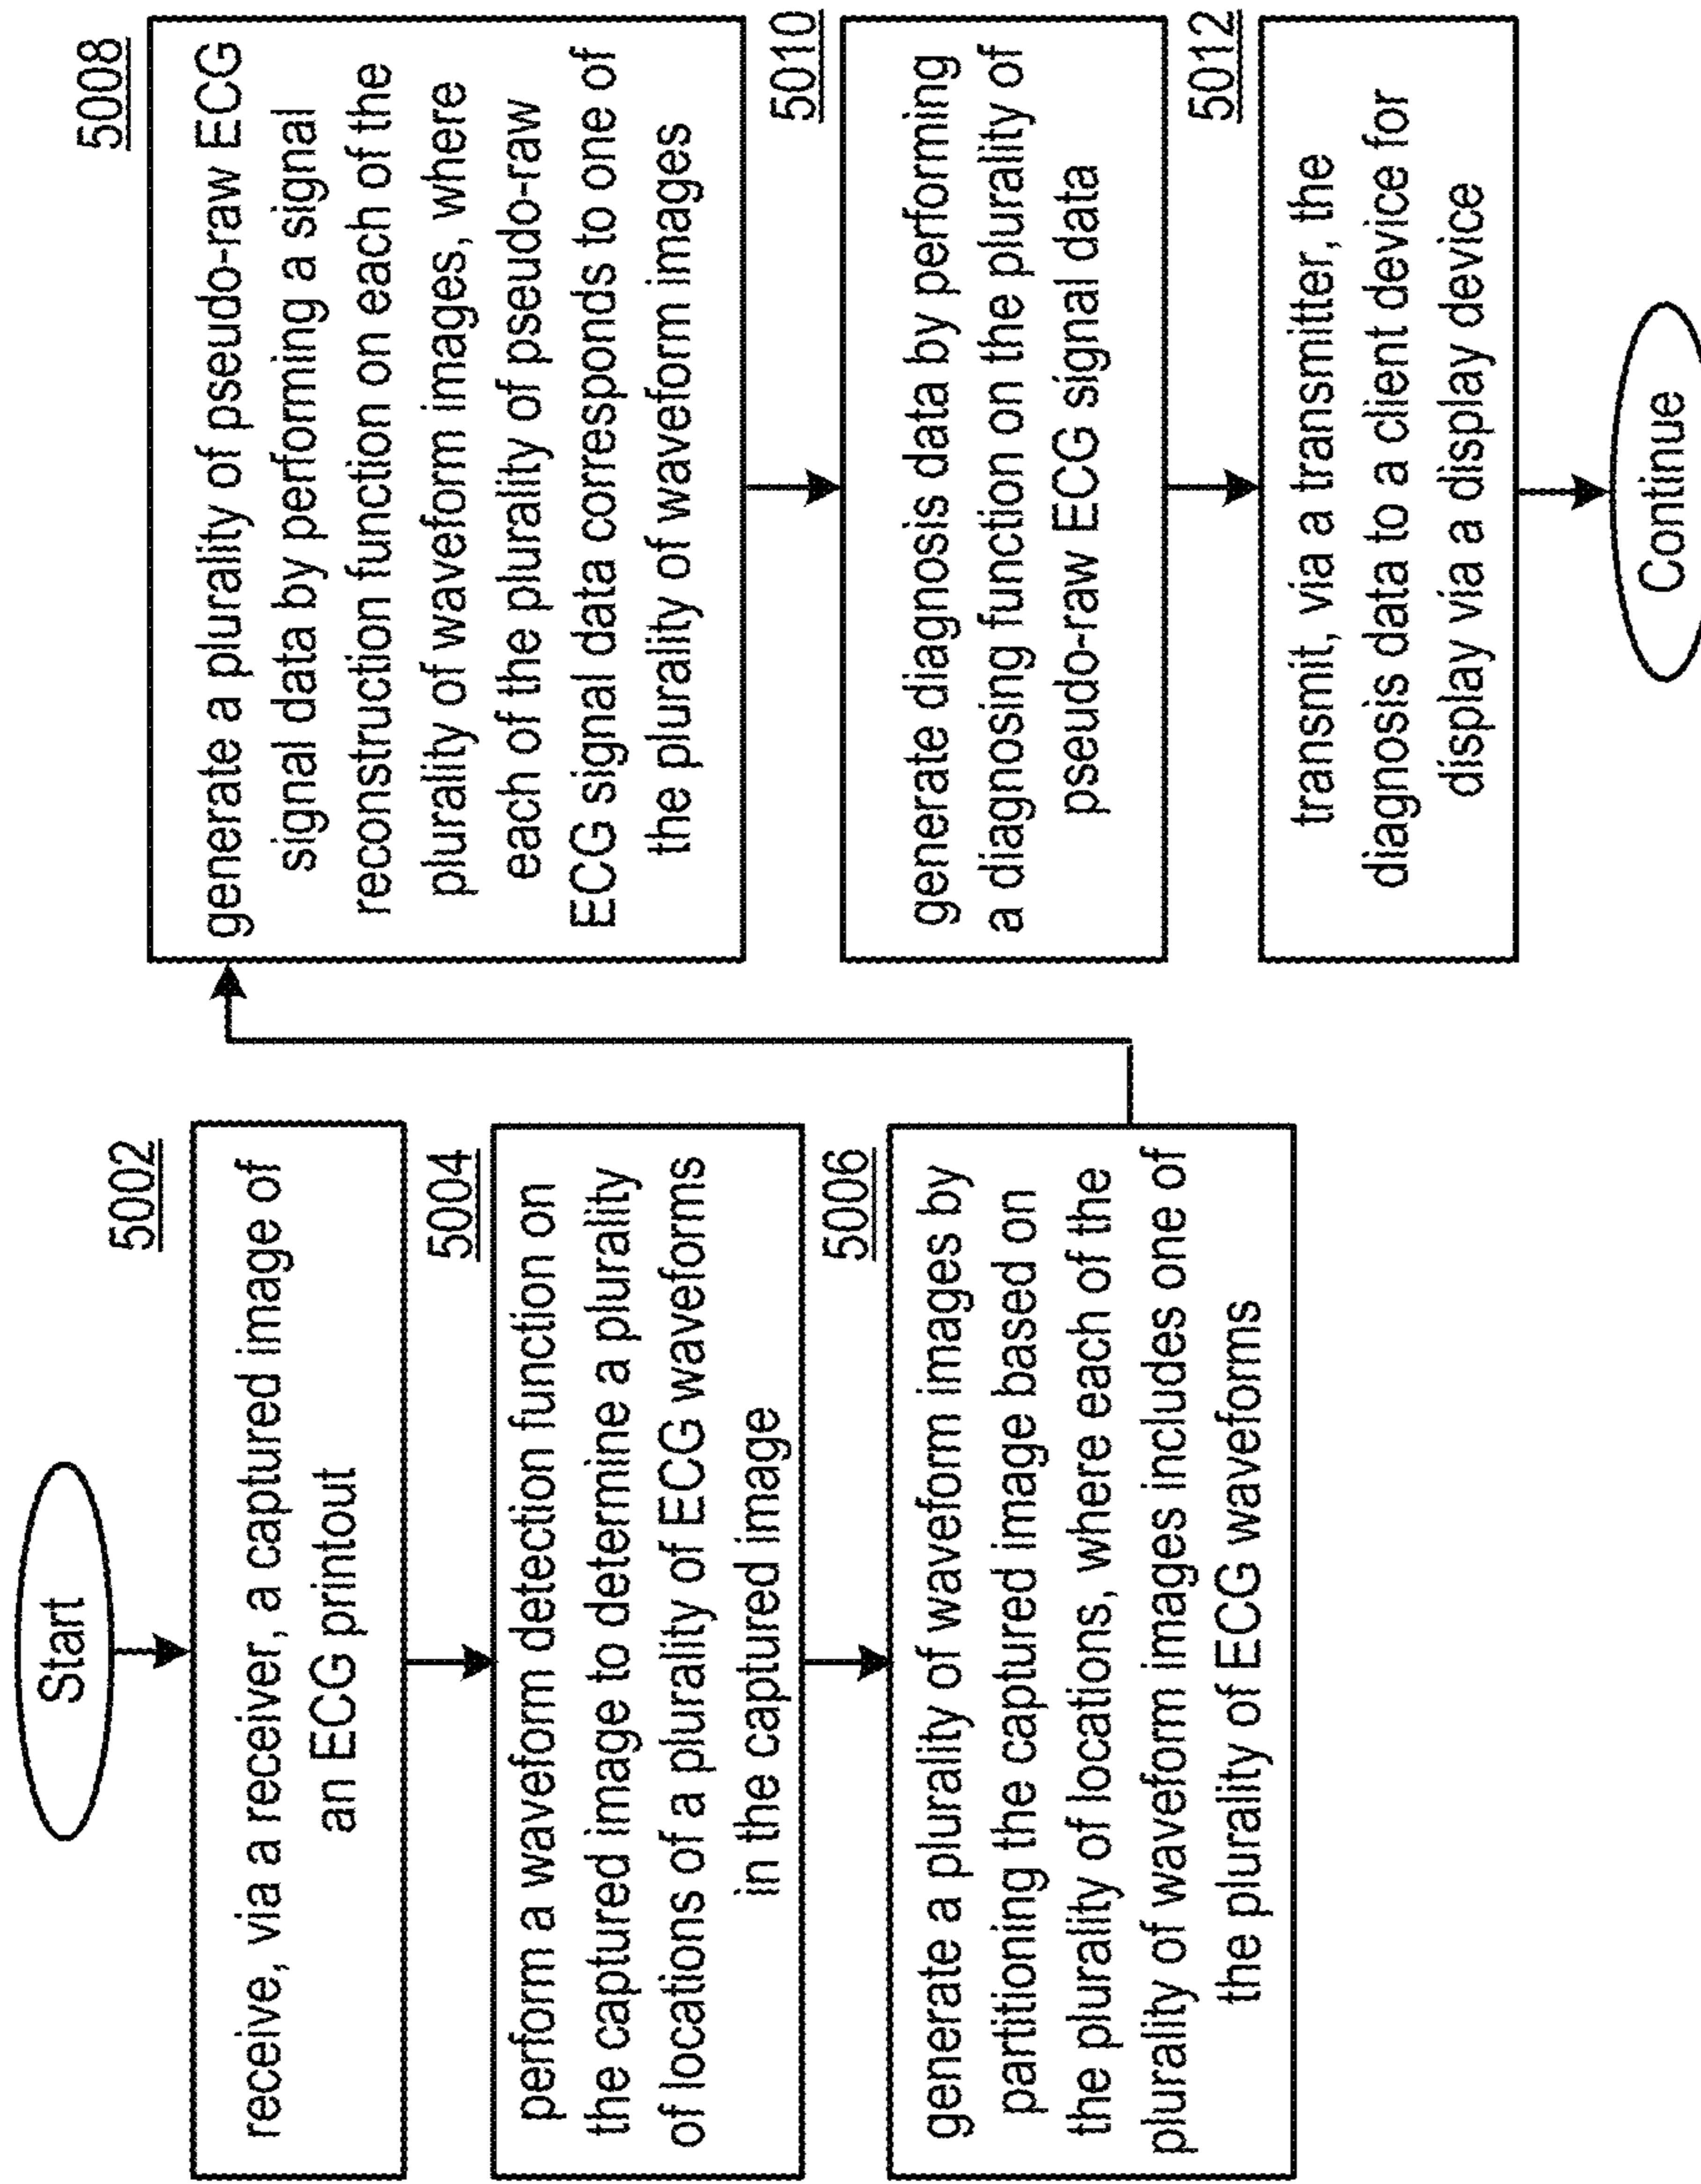 Start
5002
receive, via a receiver, a captured image of
an ECG printout
5004
perform a waveform detection function on
the captured image to determine a plurality
of locations of a plurality of ECG waveforms
in the captured image
5006
generate a plurality of waveform images by
partitioning the captured image based on
the plurality of locations, where each of the
plurality of waveform images includes one of
the plurality of ECG waveforms
5008
generate a plurality of pseudo-raw ECG
signal data by performing a signal
reconstruction function on each of the
plurality of waveform images, where
each of the plurality of pseudo-raw
ECG signal data corresponds to one of
the plurality of waveform images
5010
generate diagnosis data by performing
a diagnosing function on the plurality of
pseudo-raw ECG signal data
5012
transmit, via a transmitter, the
diagnosis data to a client device for
display via a display device
Continue